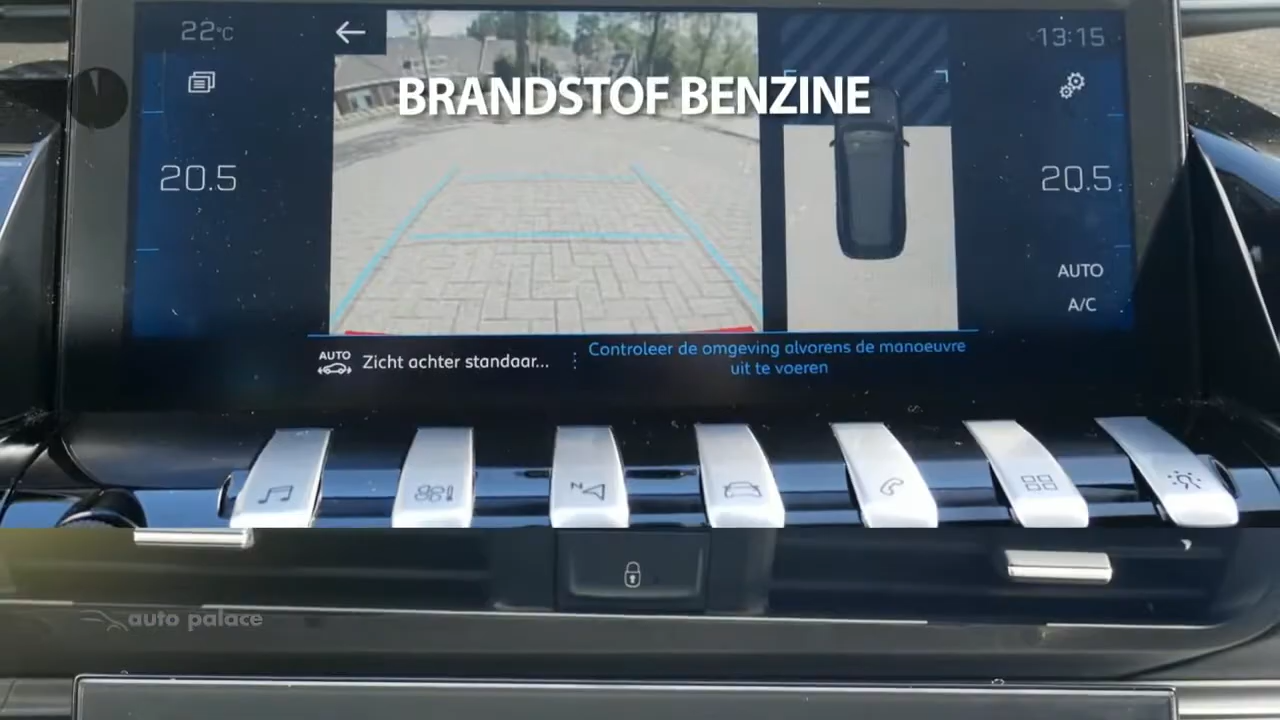 22°C
13:15
BRANDSTOF BENZINE
20.5
20.5
AUTO
A/C
AUTO
Zicht achter standaar...
Controleer de omgeving alvorens de manoeuvre
uit te voeren
N
auto palace